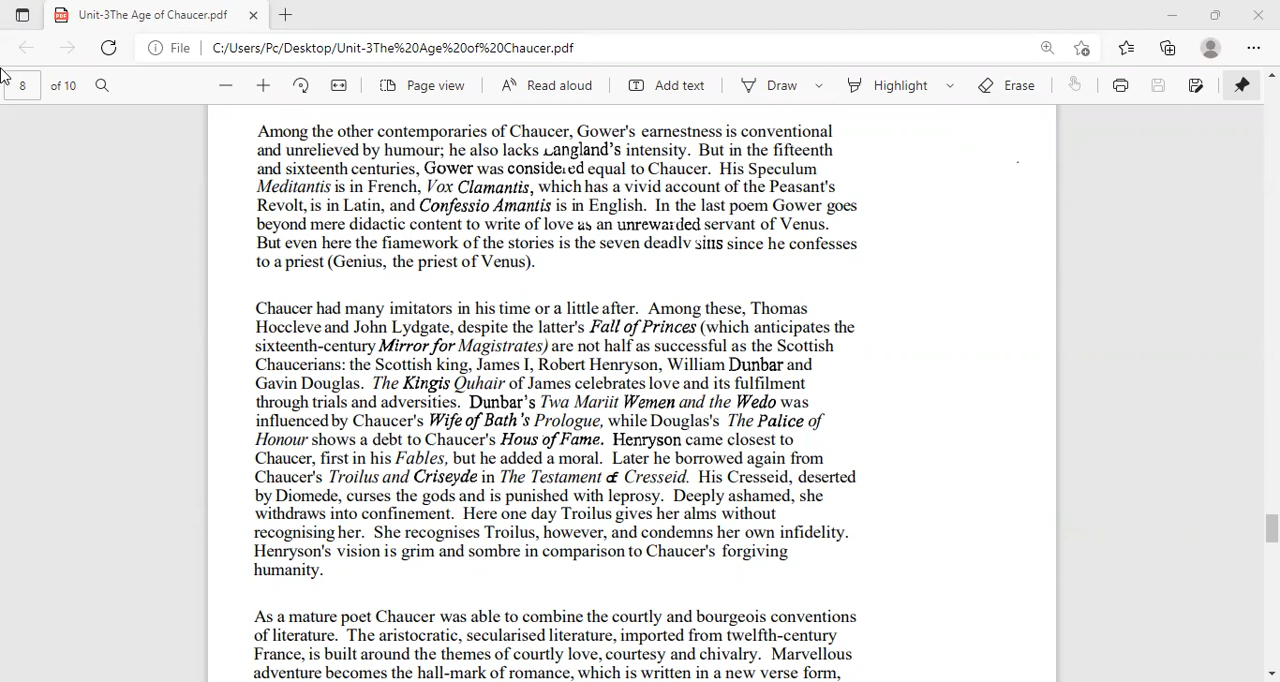 Unit-3The Age of Chaucer.pdf
File C:/Users/Pc/Desktop/Unit-3The%20Age%20of%20Chaucer.pdf
8 of 10 Page view Read aloud Add text Draw Highlight Erase
Among the other contemporaries of Chaucer, Gower's earnestness is conventional
and unrelieved by humour; he also lacks Langland's intensity. But in the fifteenth
and sixteenth centuries, Gower was considered equal to Chaucer. His Speculum
Meditantis is in French, Vox Clamantis, which has a vivid account of the Peasant's
Revolt, is in Latin, and Confessio Amantis is in English. In the last poem Gower goes
beyond mere didactic content to write of love as an unrewarded servant of Venus.
But even here the fiamework of the stories is the seven deadlv sins since he confesses
to a priest (Genius, the priest of Venus).
Chaucer had many imitators in his time or a little after. Among these, Thomas
Hoccleve and John Lydgate, despite the latter's Fall of Princes (which anticipates the
sixteenth-century Mirror for Magistrates) are not half as successful as the Scottish
Chaucerians: the Scottish king, James I, Robert Henryson, William Dunbar and
Gavin Douglas. The Kingis Quhair of James celebrates love and its fulfilment
through trials and adversities. Dunbar's Twa Mariit Wemen and the Wedo was
influenced by Chaucer's Wife of Bath's Prologue, while Douglas's The Palice of
Honour shows a debt to Chaucer's Hous of Fame. Henryson came closest to
Chaucer, first in his Fables, but he added a moral. Later he borrowed again from
Chaucer's Troilus and Criseyde in The Testament of Cresseid. His Cresseid, deserted
by Diomede, curses the gods and is punished with leprosy. Deeply ashamed, she
withdraws into confinement. Here one day Troilus gives her alms without
recognising her. She recognises Troilus, however, and condemns her own infidelity.
Henryson's vision is grim and sombre in comparison to Chaucer's forgiving
humanity.
As a mature poet Chaucer was able to combine the courtly and bourgeois conventions
of literature. The aristocratic, secularised literature, imported from twelfth-century
France, is built around the themes of courtly love, courtesy and chivalry. Marvellous
adventure becomes the hall-mark of romance, which is written in a new verse form,